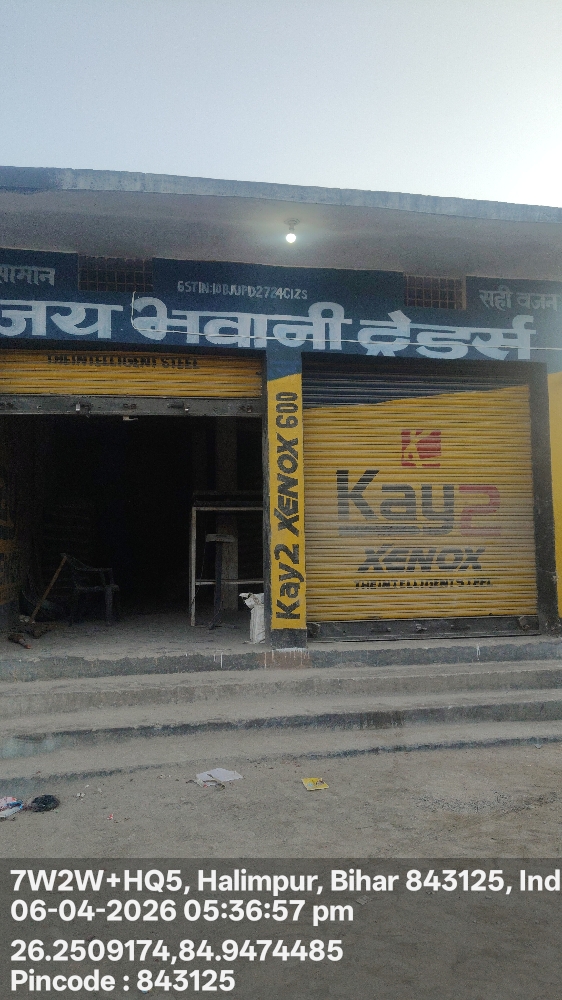 सामान
GSTIN:10DJUPD2724C1ZS
सही वजन
जय भवानी ट्रेडर्स
THE INTELLIGENT STEEL
Kay2 XENOX 600
Kay2
XENOX
THE INTELLIGENT STEEL
7W2W+HQ5, Halimpur, Bihar 843125, Ind
06-04-2026 05:36:57 pm
26.2509174,84.9474485
Pincode : 843125